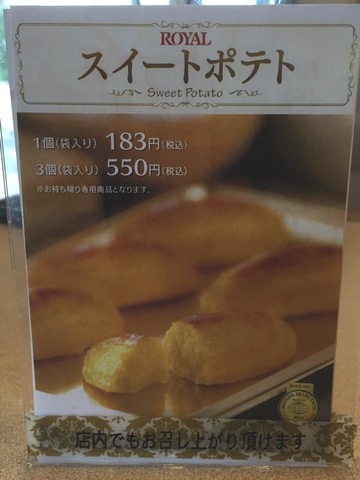 ROYAL
スイートポテト
Sweet Potato
1個(袋入り) 183円(税込)
3個(袋入り) 550円(税込)
※お持ち帰り専用商品となります。
店内でもお召し上がり頂けます